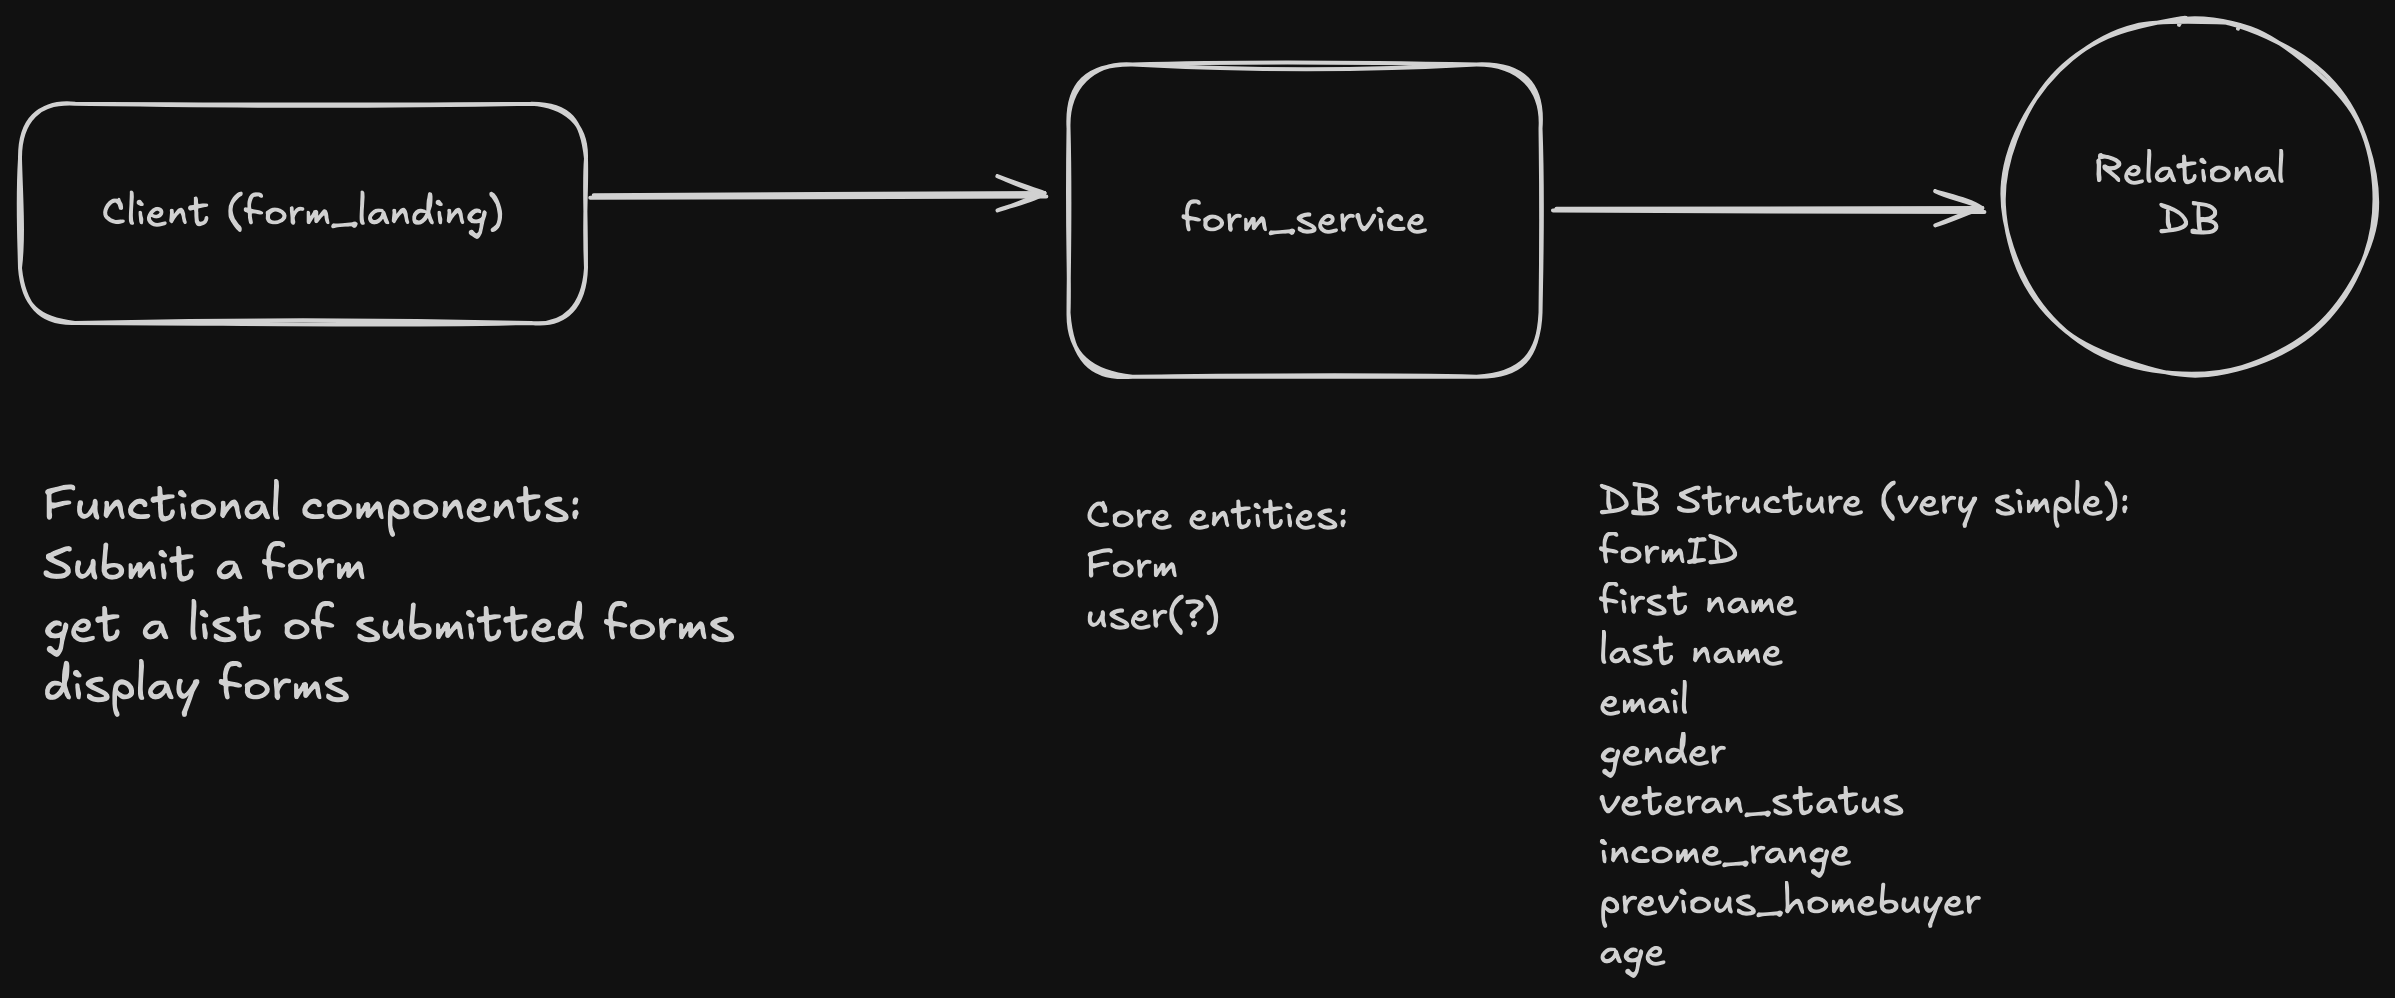 Client (form_landing)
form_service
Relational
DB
Functional components:
Submit a form
get a list of submitted forms
display forms
Core entities:
Form
user(?)
DB Structure (very simple):
formID
first name
last name
email
gender
veteran_status
income_range
previous_homebuyer
age